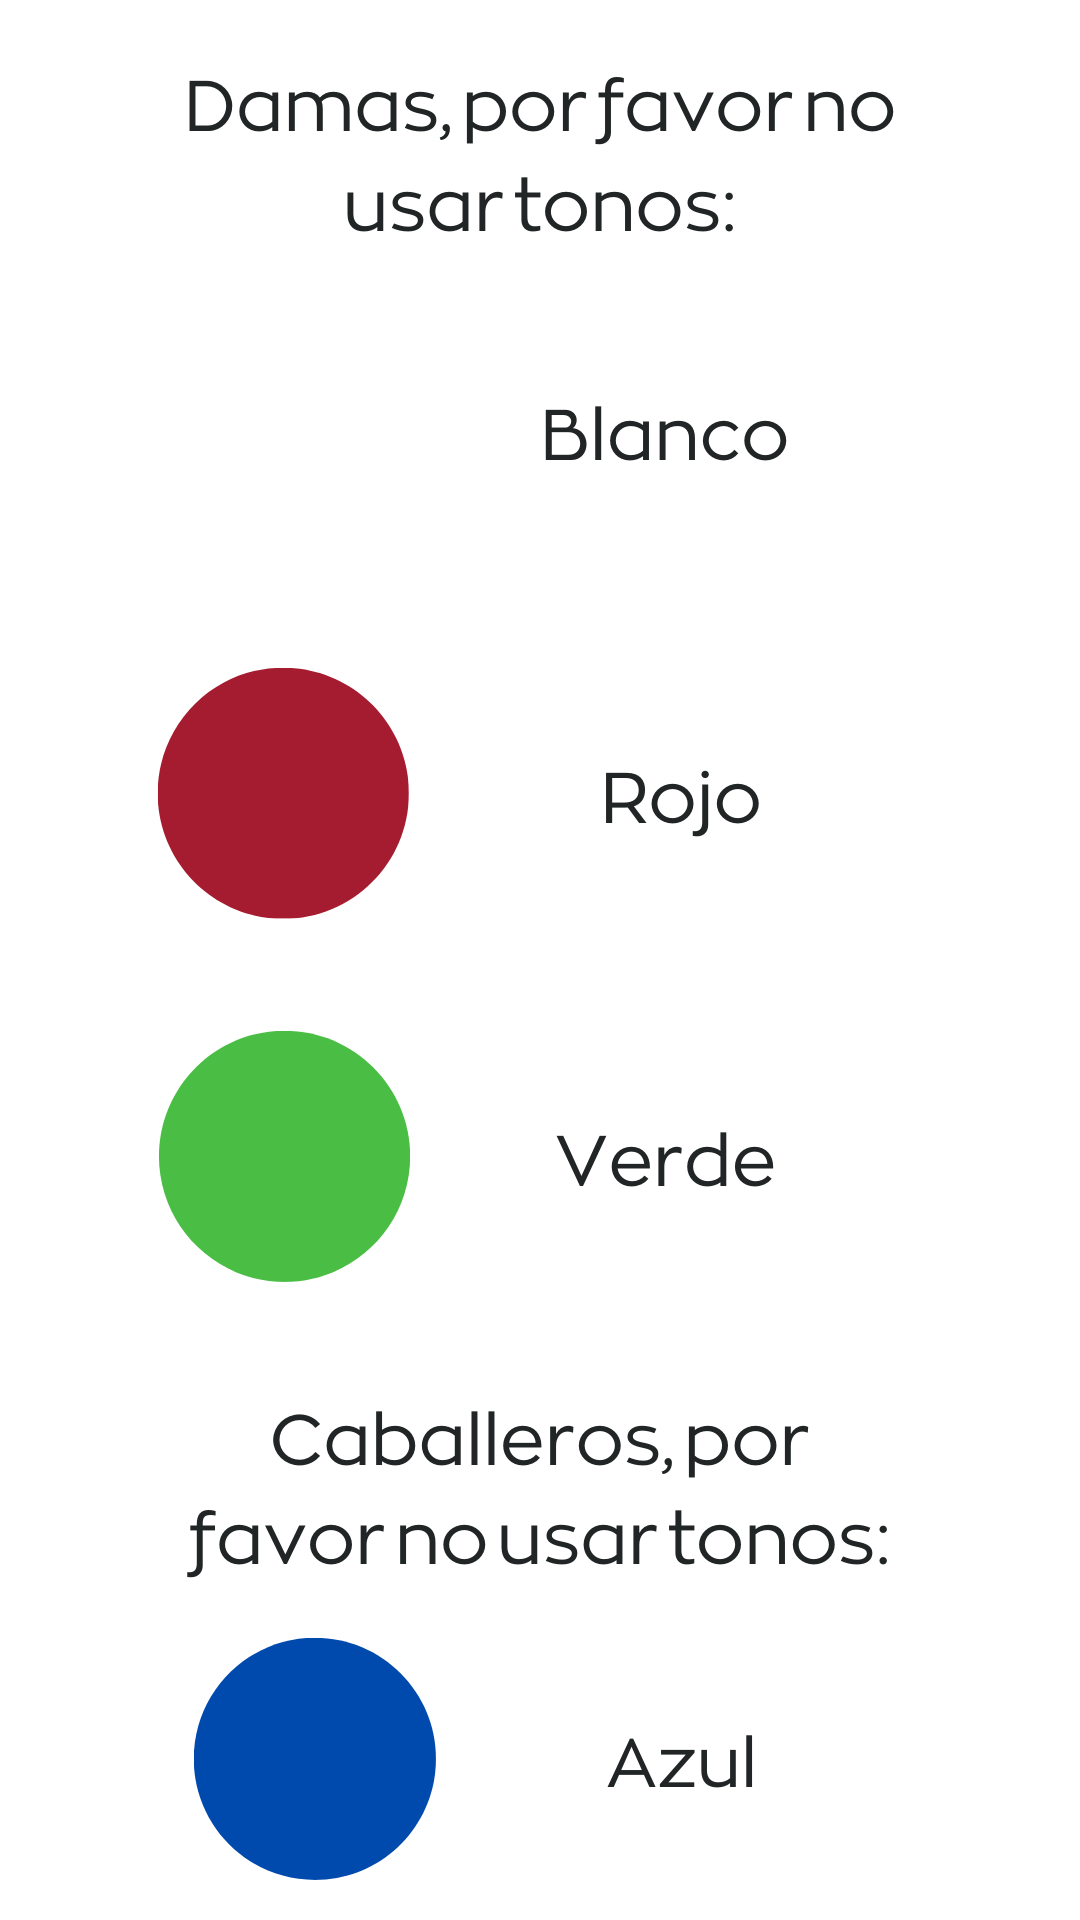 Damas, por favor no
usar tonos:
Blanco
Rojo
Verde
Caballeros, por
favor no usar tonos:
Azul